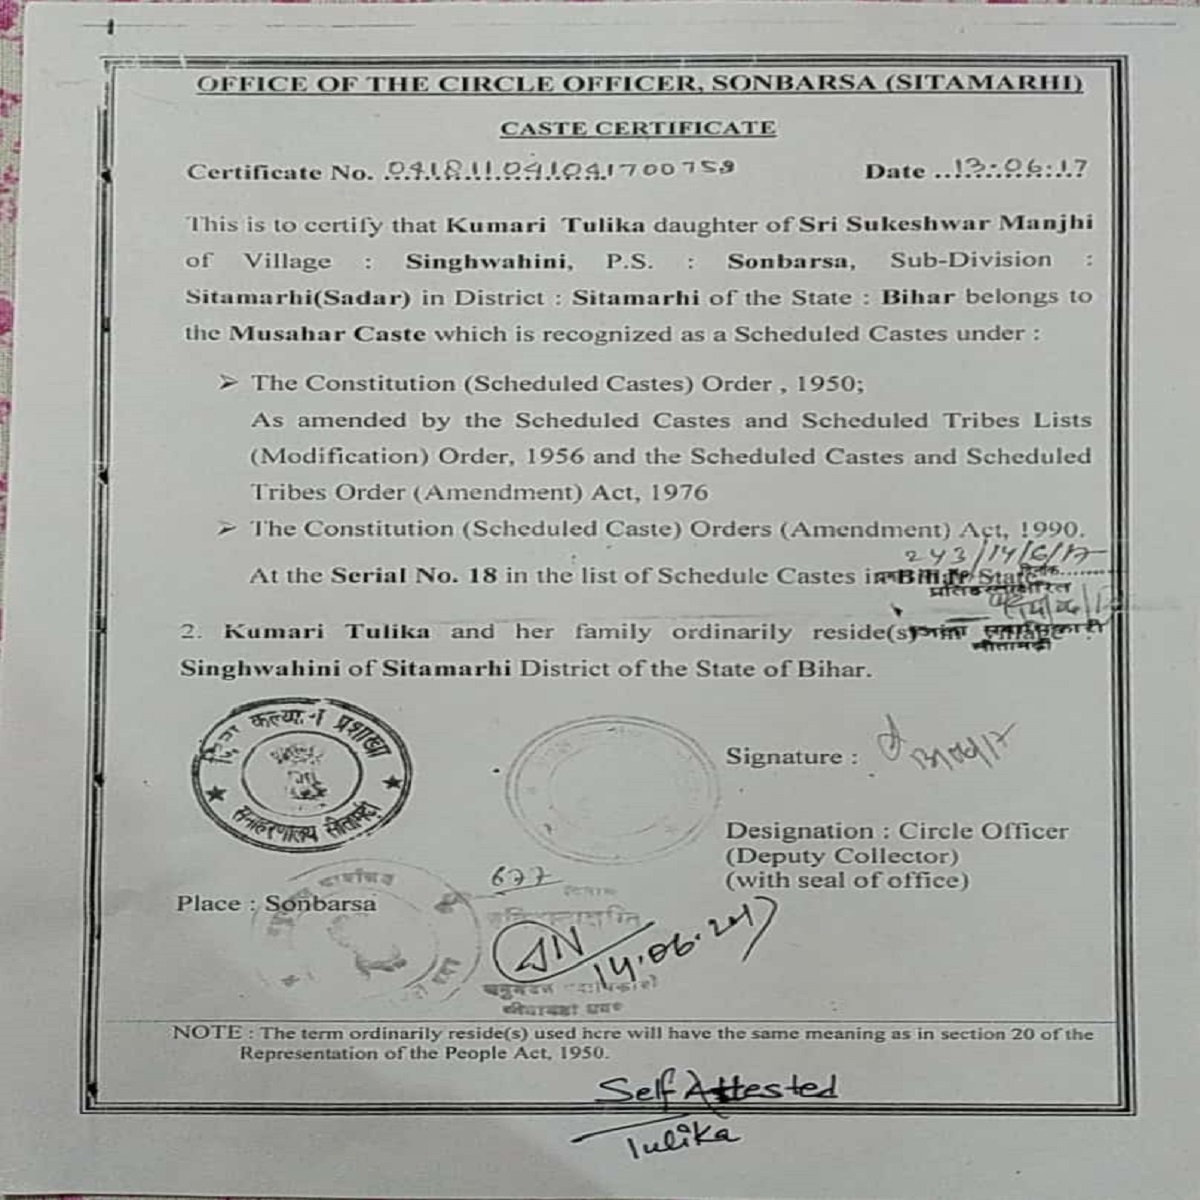 OFFICE OF THE CIRCLE OFFICER, SONBARSA (SITAMARHI)
CASTE CERTIFICATE
Certificate No. 041811041041700759 Date ..13.06.17
This is to certify that Kumari Tulika daughter of Sri Sukeshwar Manjhi
of Village : Singhwahini, P.S. : Sonbarsa, Sub-Division :
Sitamarhi(Sadar) in District : Sitamarhi of the State : Bihar belongs to
the Musahar Caste which is recognized as a Scheduled Castes under :
➢ The Constitution (Scheduled Castes) Order , 1950;
As amended by the Scheduled Castes and Scheduled Tribes Lists
(Modification) Order, 1956 and the Scheduled Castes and Scheduled
Tribes Order (Amendment) Act, 1976
➢ The Constitution (Scheduled Caste) Orders (Amendment) Act, 1990.
243/14/6/17
At the Serial No. 18 in the list of Schedule Castes in Bihar State
प्रतिहस्ताक्षरित
2. Kumari Tulika and her family ordinarily reside(s)
सीतामढ़ी
Singhwahini of Sitamarhi District of the State of Bihar.
कल्याण प्रशाखा
समाहरणालय सीतामढ़ी
Signature : 13/06/17
Designation : Circle Officer
(Deputy Collector)
(with seal of office)
677
Place : Sonbarsa
14.06.2017
NOTE : The term ordinarily reside(s) used here will have the same meaning as in section 20 of the
Representation of the People Act, 1950.
Self Attested
Tulika